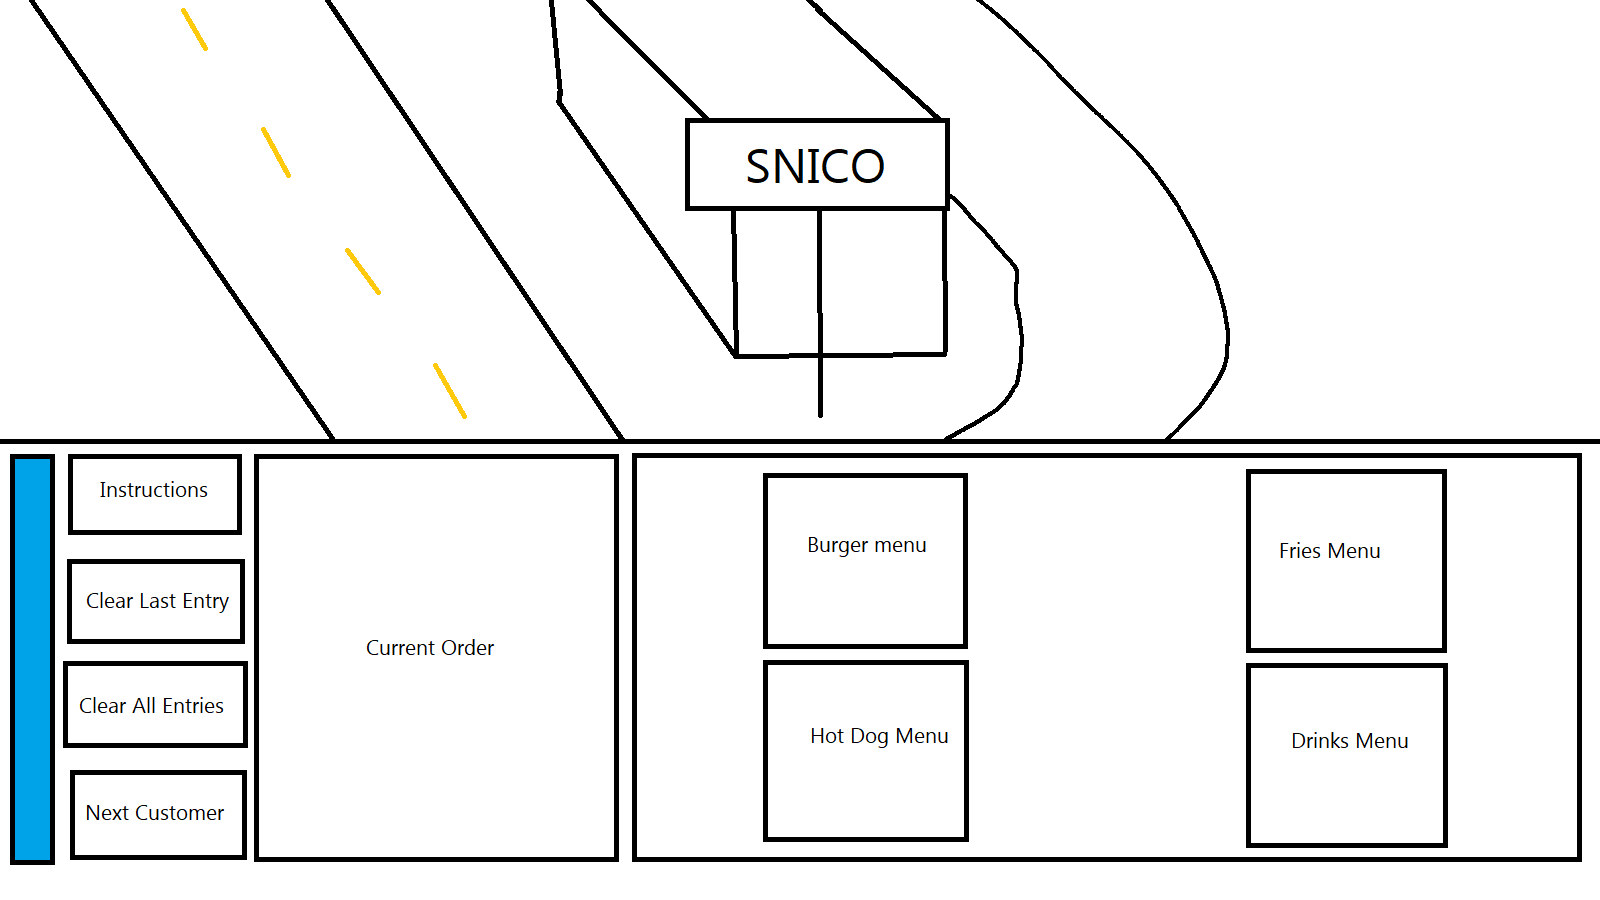 SNICO
Instructions
Clear Last Entry
Clear All Entries
Next Customer
Current Order
Burger menu
Hot Dog Menu
Fries Menu
Drinks Menu